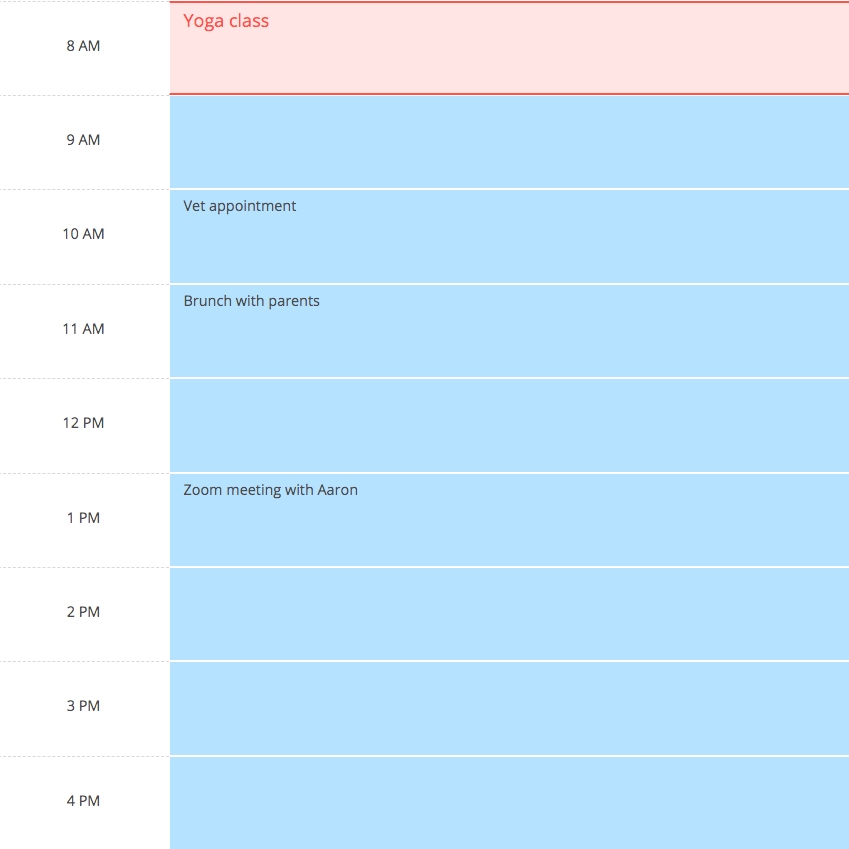 8 AM
Yoga class
9 AM
10 AM
Vet appointment
11 AM
Brunch with parents
12 PM
1 PM
Zoom meeting with Aaron
2 PM
3 PM
4 PM